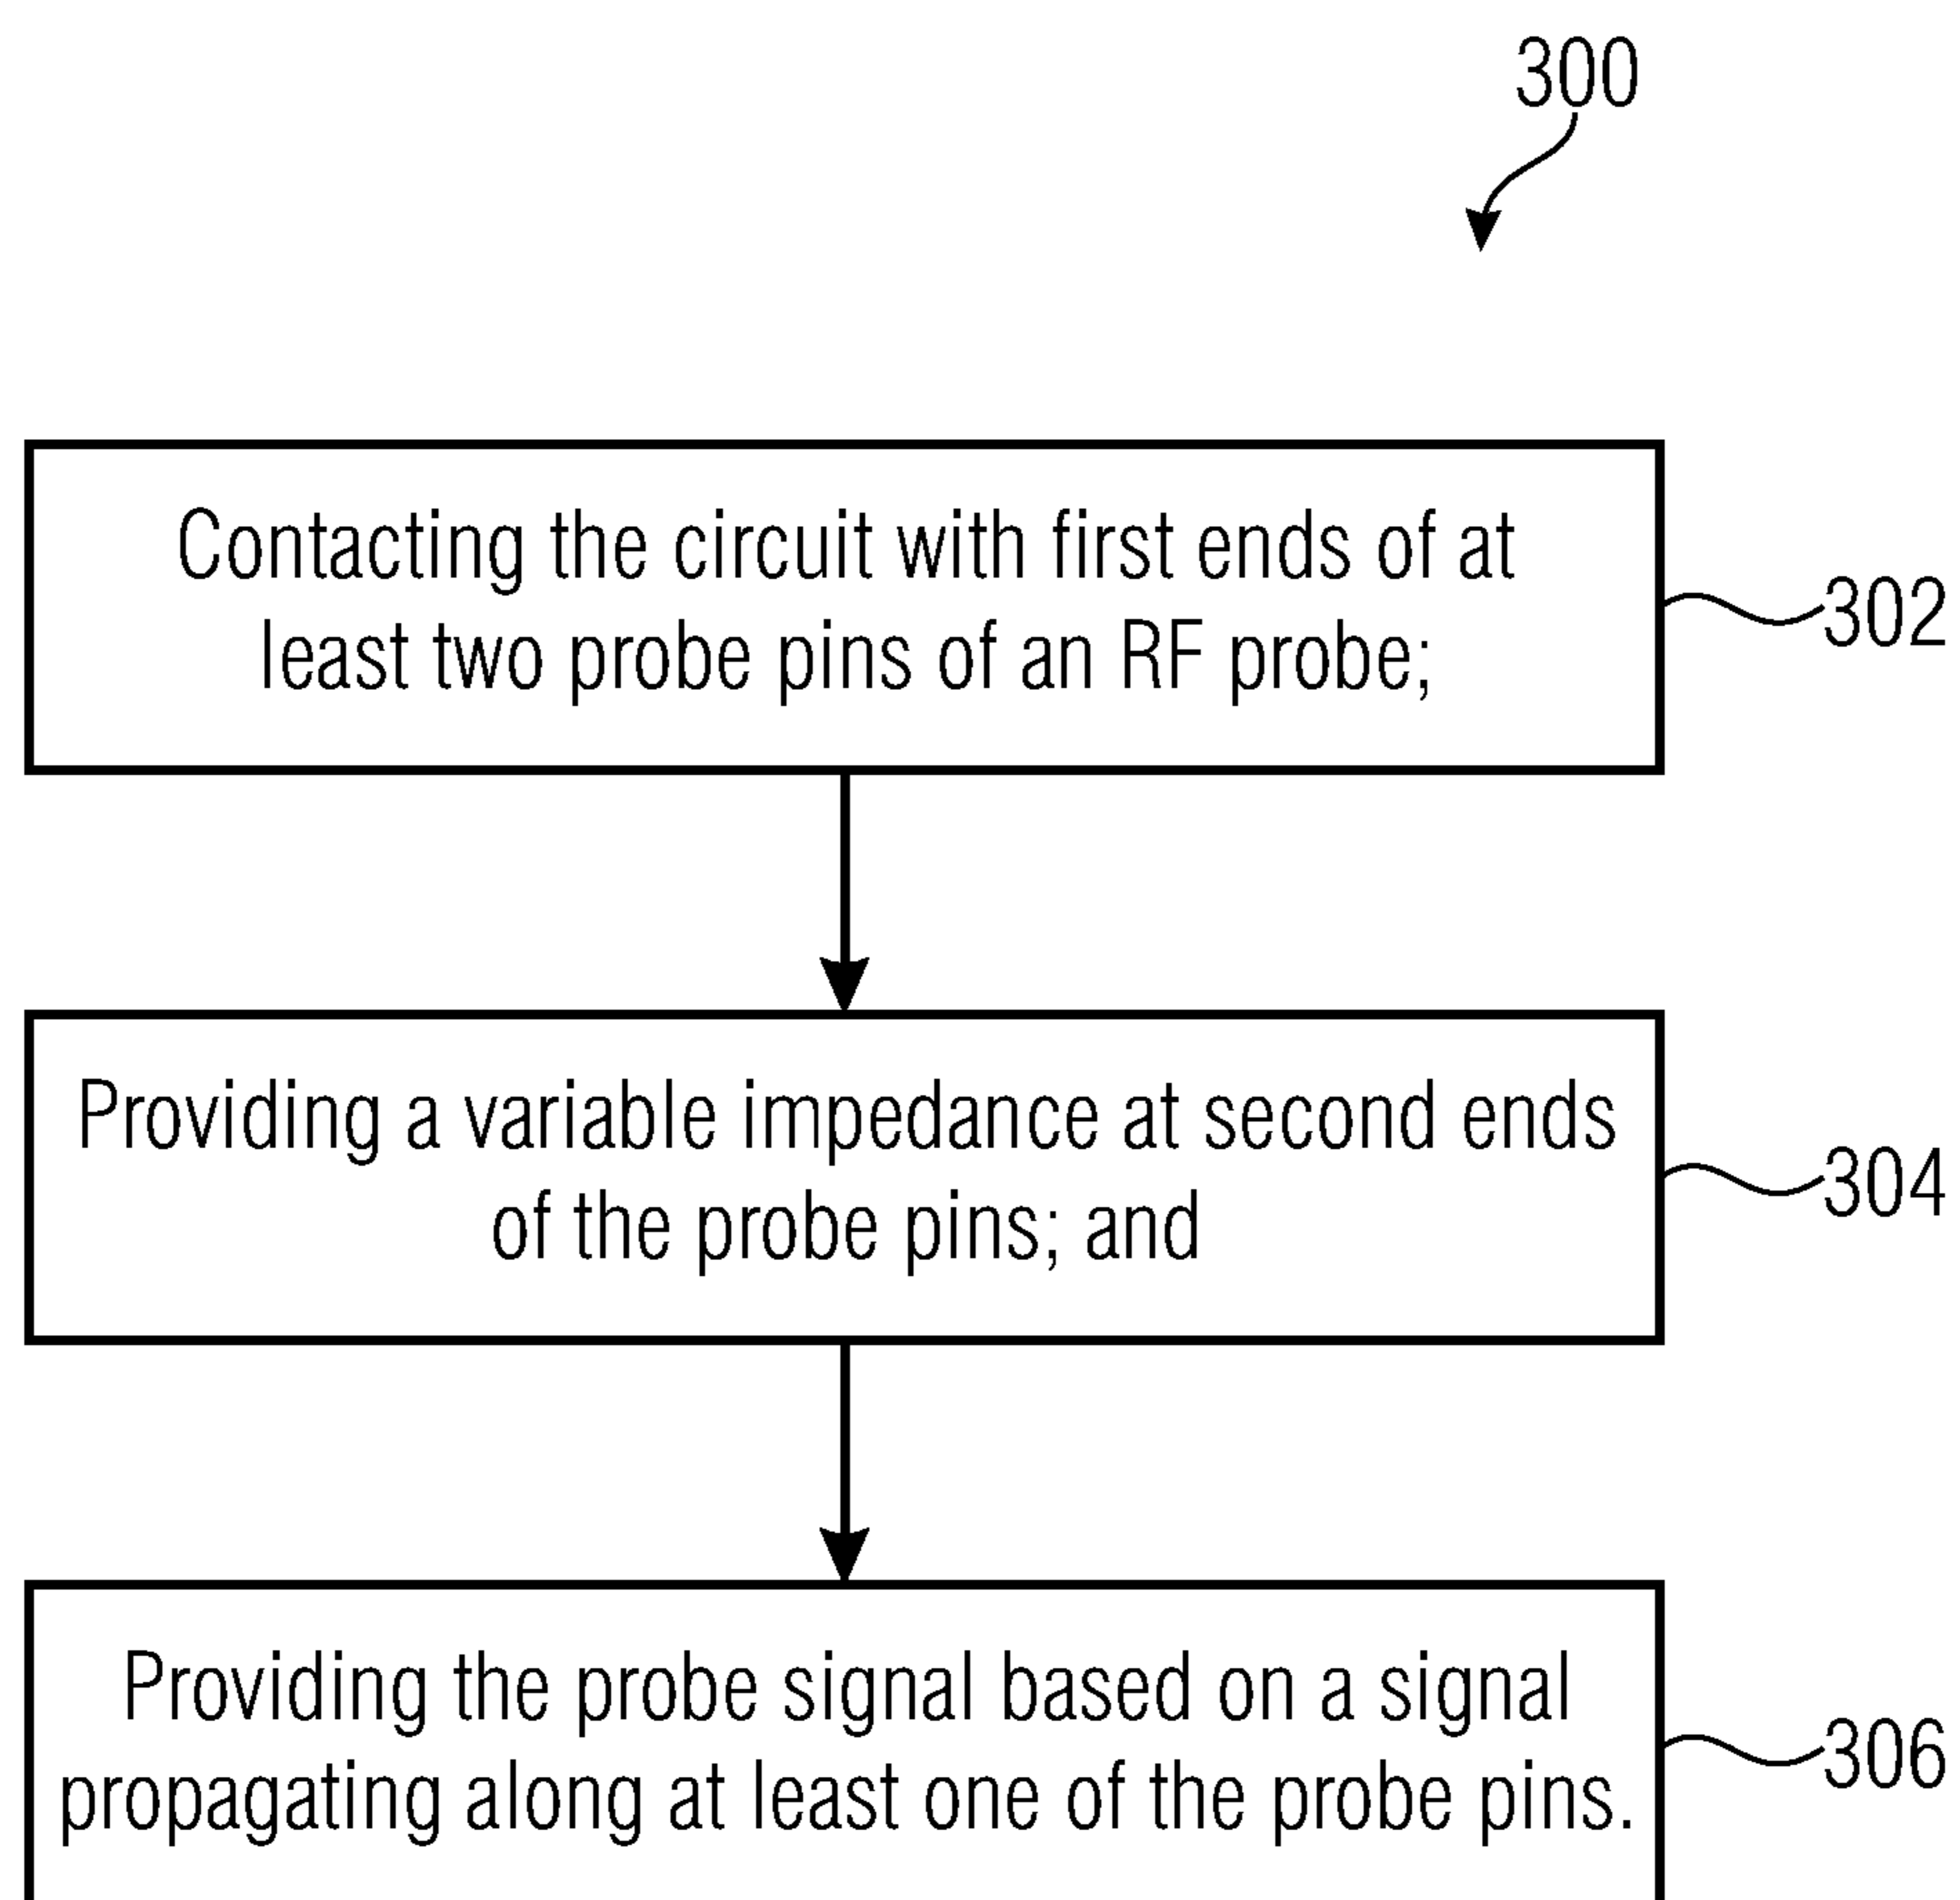 300
Contacting the circuit with first ends of at
least two probe pins of an RF probe;
302
Providing a variable impedance at second ends
of the probe pins; and
304
Providing the probe signal based on a signal
propagating along at least one of the probe pins.
306